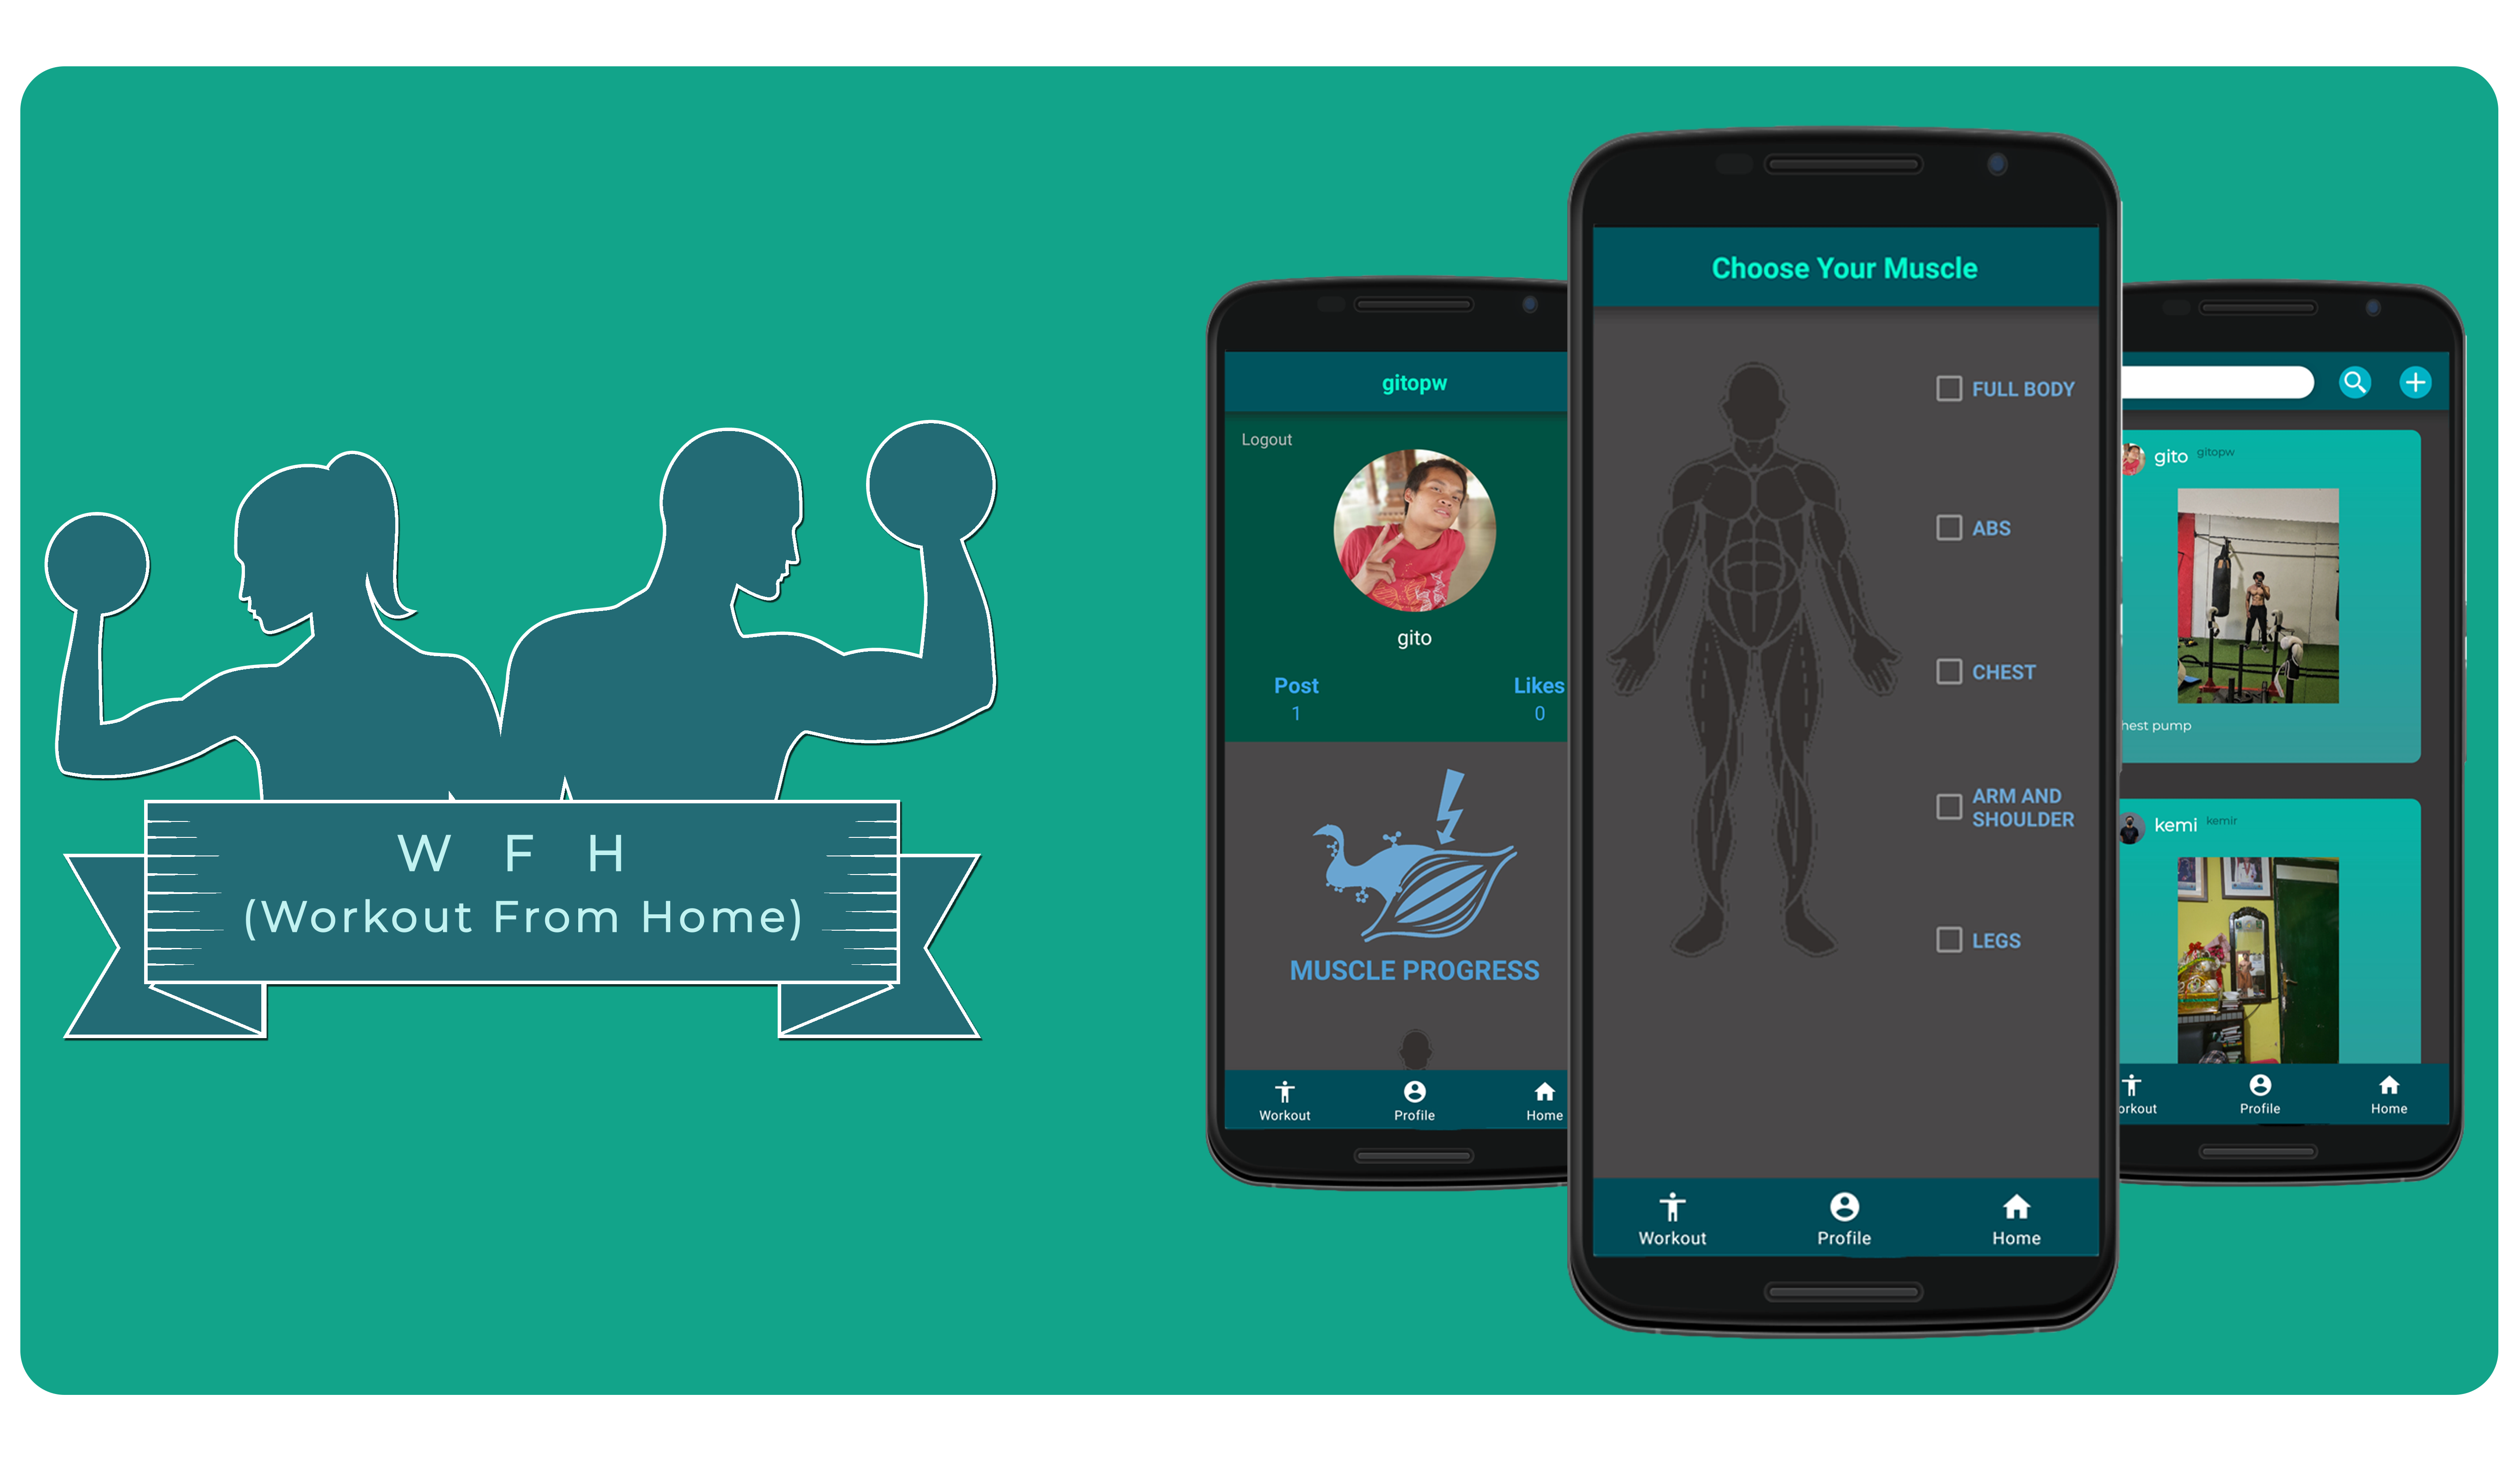 W F H
(Workout From Home)
gitopw
Logout
gito
Post
1
Likes
0
MUSCLE PROGRESS
Workout
Profile
Home
Choose Your Muscle
FULL BODY
ABS
CHEST
ARM AND
SHOULDER
LEGS
Workout
Profile
Home
gito gitopw
hest pump
kemi kemir
orkout
Profile
Home